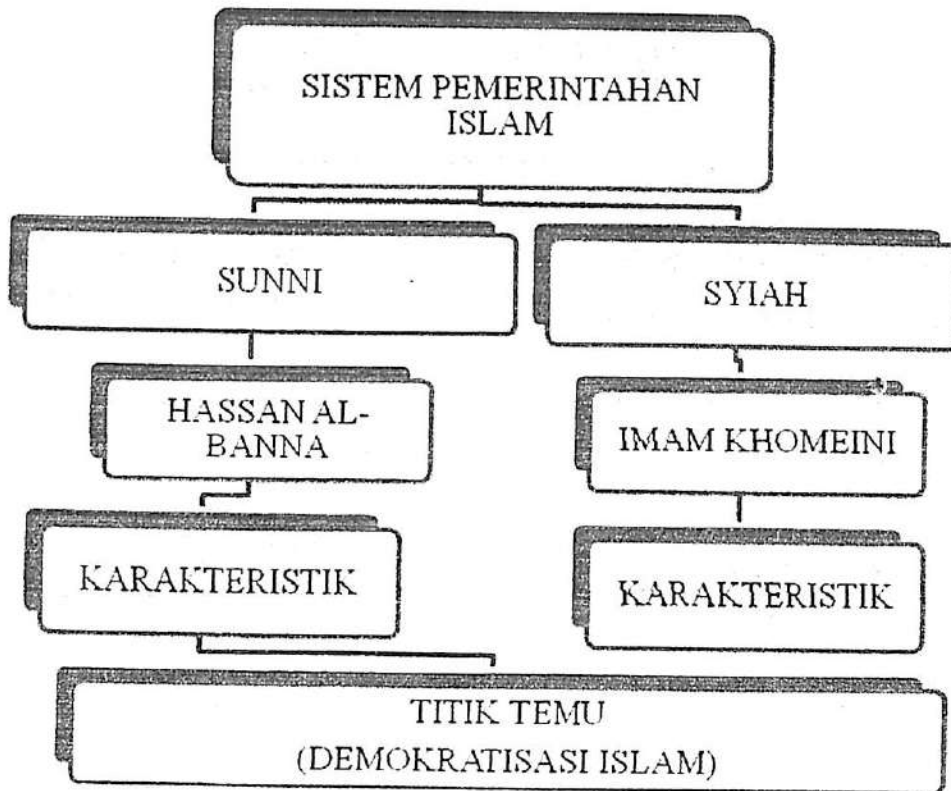 SISTEM PEMERINTAHAN
ISLAM
SUNNI
SYIAH
HASSAN AL-
BANNA
IMAM KHOMEINI
KARAKTERISTIK
KARAKTERISTIK
TITIK TEMU
(DEMOKRATISASI ISLAM)